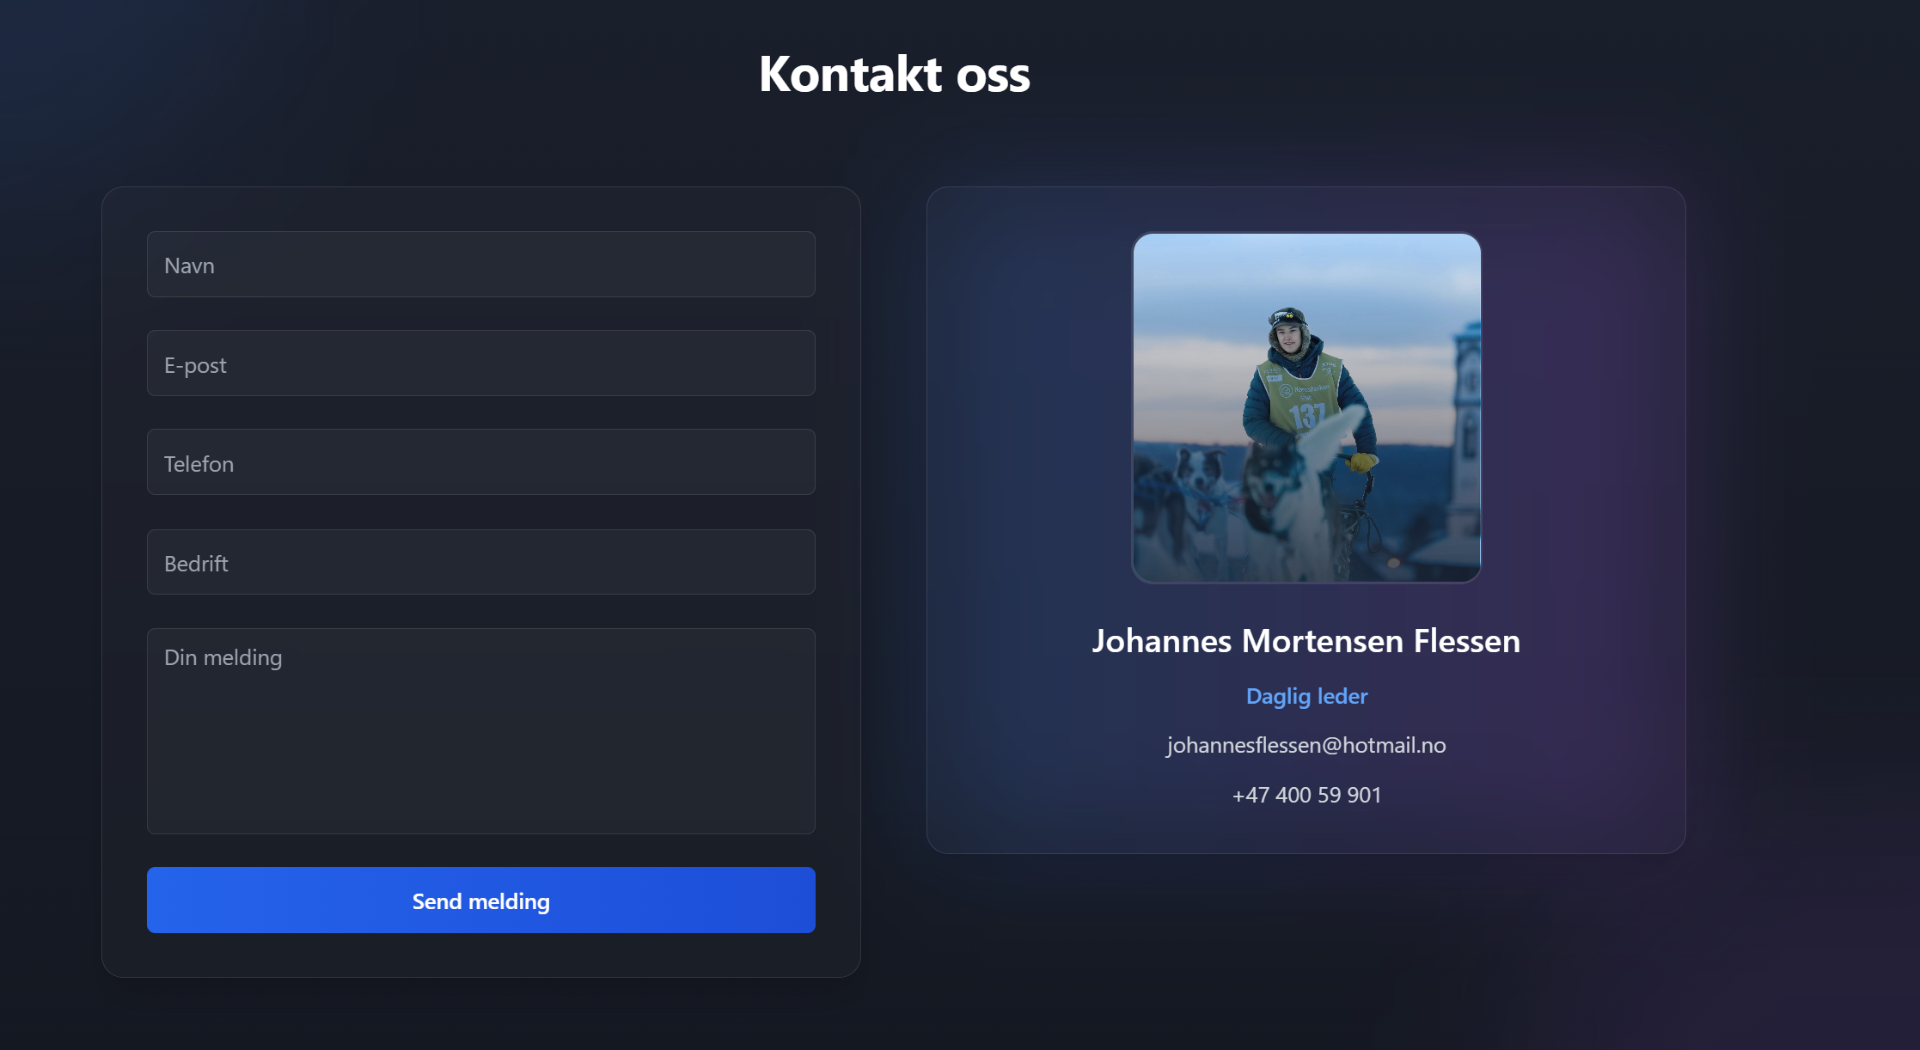 Kontakt oss
Navn
E-post
Telefon
Bedrift
Din melding
Send melding
137
Johannes Mortensen Flessen
Daglig leder
johannesflessen@hotmail.no
+47 400 59 901